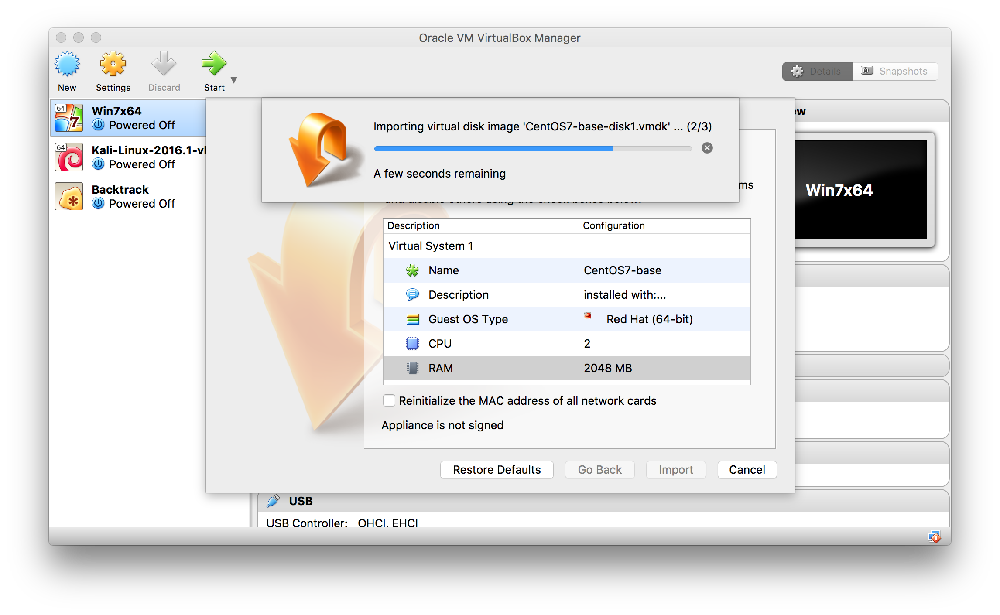 Oracle VM VirtualBox Manager
New
Settings
Discard
Start
Details
Snapshots
64
Win7x64
Powered Off
64
Kali-Linux-2016.1-v
Powered Off
Backtrack
Powered Off
Importing virtual disk image 'CentOS7-base-disk1.vmdk' ... (2/3)
A few seconds remaining
ms
ew
Win7x64
Description Configuration
Virtual System 1
Name CentOS7-base
Description installed with:...
Guest OS Type Red Hat (64-bit)
CPU 2
RAM 2048 MB
Reinitialize the MAC address of all network cards
Appliance is not signed
Restore Defaults
Go Back
Import
Cancel
USB
USB Controller: OHCI, EHCI